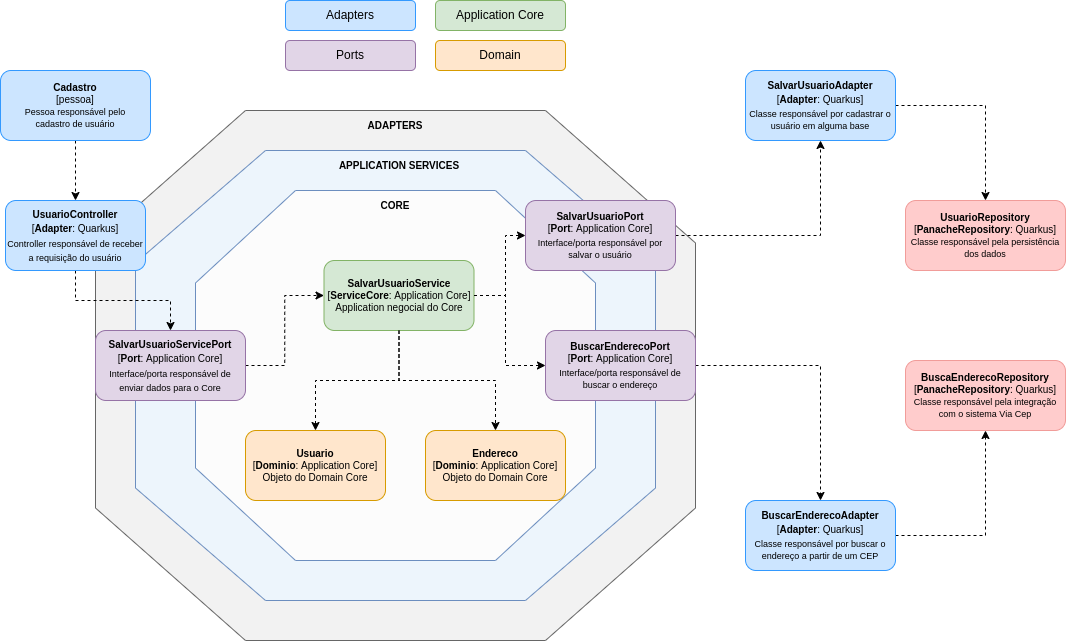 Adapters
Application Core
Ports
Domain
Cadastro
[pessoa]
Pessoa responsável pelo
cadastro de usuário
ADAPTERS
APPLICATION SERVICES
CORE
UsuarioController
[Adapter: Quarkus]
Controller responsável de receber
a requisição do usuário
SalvarUsuarioServicePort
[Port: Application Core]
Interface/porta responsável de
enviar dados para o Core
SalvarUsuarioService
[ServiceCore: Application Core]
Application negocial do Core
Usuario
[Dominio: Application Core]
Objeto do Domain Core
Endereco
[Dominio: Application Core]
Objeto do Domain Core
SalvarUsuarioPort
[Port: Application Core]
Interface/porta responsável por
salvar o usuário
BuscarEnderecoPort
[Port: Application Core]
Interface/porta responsável de
buscar o endereço
SalvarUsuarioAdapter
[Adapter: Quarkus]
Classe responsável por cadastrar o
usuário em alguma base
UsuarioRepository
[PanacheRepository: Quarkus]
Classe responsável pela persistência
dos dados
BuscaEnderecoRepository
[PanacheRepository: Quarkus]
Classe responsável pela integração
com o sistema Via Cep
BuscarEnderecoAdapter
[Adapter: Quarkus]
Classe responsável por buscar o
endereço a partir de um CEP